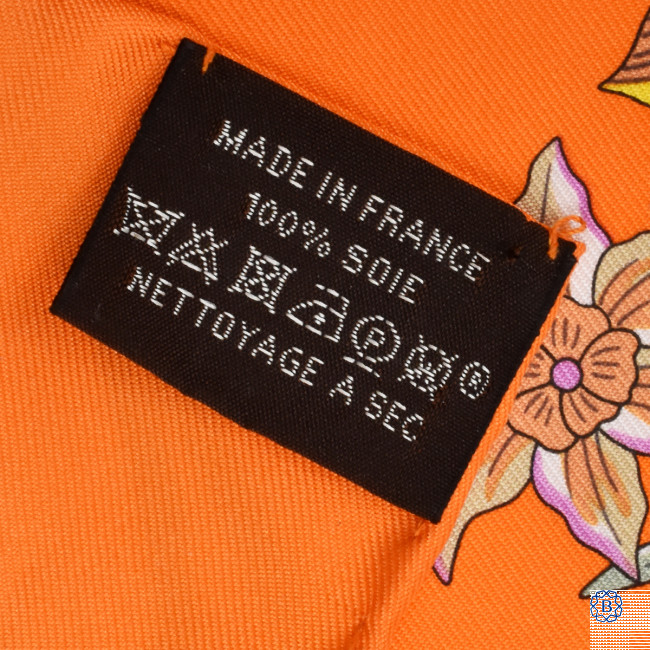 MADE IN FRANCE
100% SOIE
P ®
NETTOYAGE A SEC
B